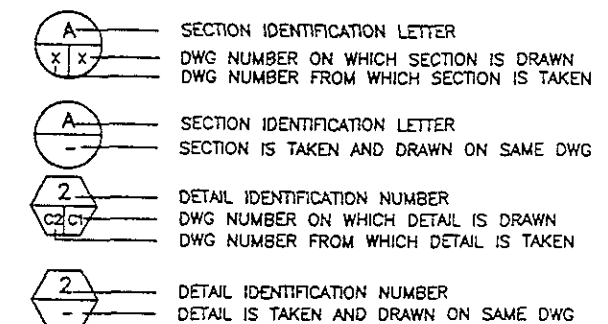 A SECTION IDENTIFICATION LETTER
X X DWG NUMBER ON WHICH SECTION IS DRAWN
DWG NUMBER FROM WHICH SECTION IS TAKEN
A SECTION IDENTIFICATION LETTER
- SECTION IS TAKEN AND DRAWN ON SAME DWG
2 DETAIL IDENTIFICATION NUMBER
C2 C1 DWG NUMBER ON WHICH DETAIL IS DRAWN
DWG NUMBER FROM WHICH DETAIL IS TAKEN
2 DETAIL IDENTIFICATION NUMBER
- DETAIL IS TAKEN AND DRAWN ON SAME DWG